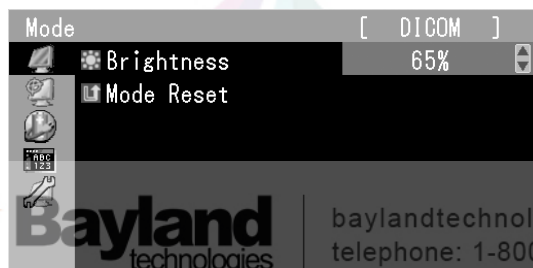 Mode [ DICOM ]
Brightness 65%
Mode Reset
ABC
123
Bayland
technologies
baylandtechnol
telephone: 1-800